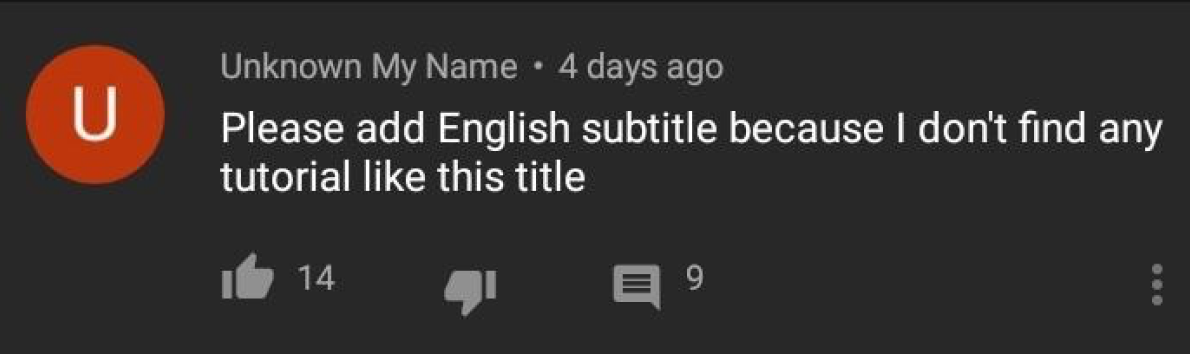 U
Unknown My Name • 4 days ago
Please add English subtitle because I don't find any
tutorial like this title
14 9